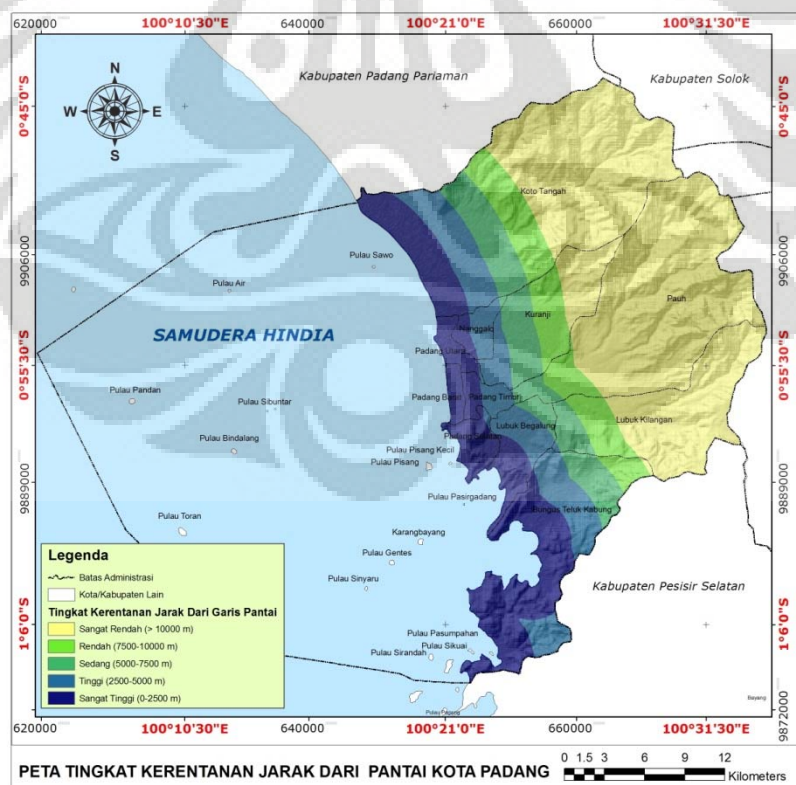 620000 100°10'30"E 640000 100°21'0"E 660000 100°31'30"E
Kabupaten Padang Pariaman
Kabupaten Solok
N
W E
S
0°45'0"S
0°45'0"S
Koto Tangah
9906000
9906000
Pulau Sawo
Pulau Air
Pauh
Kuranji
Nanggalo
SAMUDERA HINDIA
Padang Utara
0°55'30"S
0°55'30"S
Pulau Pandan
Padang Barat
Padang Timur
Pulau Sibuntar
Lubuk Kilangan
Lubuk Begalung
Padang Selatan
Pulau Bindalang
Pulau Pisang Kecil
Pulau Pisang
9889000
9889000
Pulau Pasirgadang
Bungus Teluk Kabung
Pulau Toran
Karangbayang
Pulau Gentes
Pulau Sinyaru
Kabupaten Pesisir Selatan
Legenda
Batas Administrasi
Kota/Kabupaten Lain
Tingkat Kerentanan Jarak Dari Garis Pantai
Sangat Rendah (> 10000 m)
Rendah (7500-10000 m)
Sedang (5000-7500 m)
Tinggi (2500-5000 m)
Sangat Tinggi (0-2500 m)
1°6'0"S
1°6'0"S
Pulau Pasumpahan
Pulau Sikuai
Pulau Sirandah
Bayang
9872000
9872000
620000 100°10'30"E 640000 100°21'0"E 660000 100°31'30"E
PETA TINGKAT KERENTANAN JARAK DARI PANTAI KOTA PADANG
0 1.5 3 6 9 12
Kilometers